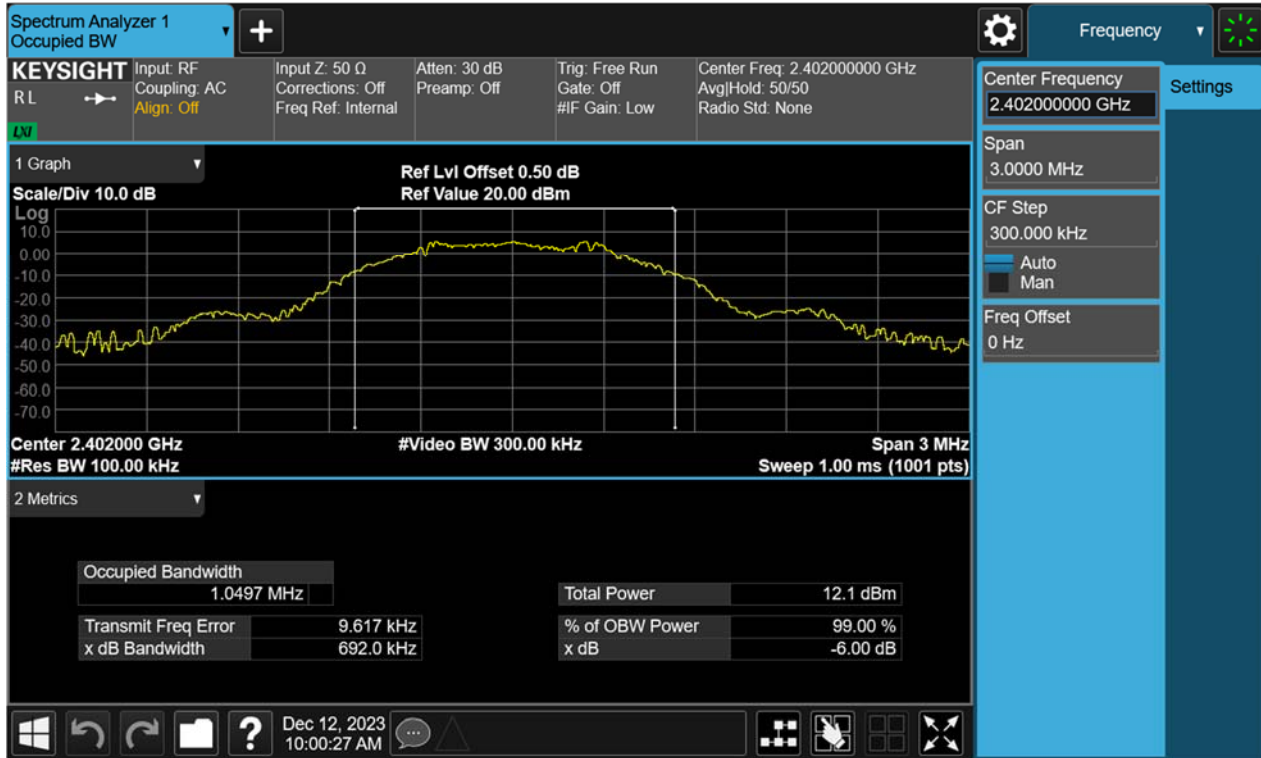 Spectrum Analyzer 1
Occupied BW
Frequency
KEYSIGHT
R L
LXI
Input: RF
Coupling: AC
Align: Off
Input Z: 50 Ω
Corrections: Off
Freq Ref: Internal
Atten: 30 dB
Preamp: Off
Trig: Free Run
Gate: Off
#IF Gain: Low
Center Freq: 2.402000000 GHz
Avg|Hold: 50/50
Radio Std: None
Center Frequency
2.402000000 GHz
Settings
Span
3.0000 MHz
CF Step
300.000 kHz
Auto
Man
Freq Offset
0 Hz
1 Graph
Scale/Div 10.0 dB
Ref Lvl Offset 0.50 dB
Ref Value 20.00 dBm
Log
10.0
0.00
-10.0
-20.0
-30.0
-40.0
-50.0
-60.0
-70.0
Center 2.402000 GHz
#Video BW 300.00 kHz
Span 3 MHz
#Res BW 100.00 kHz
Sweep 1.00 ms (1001 pts)
2 Metrics
Occupied Bandwidth
1.0497 MHz
Total Power 12.1 dBm
Transmit Freq Error 9.617 kHz
% of OBW Power 99.00 %
x dB Bandwidth 692.0 kHz
x dB -6.00 dB
?
Dec 12, 2023
10:00:27 AM